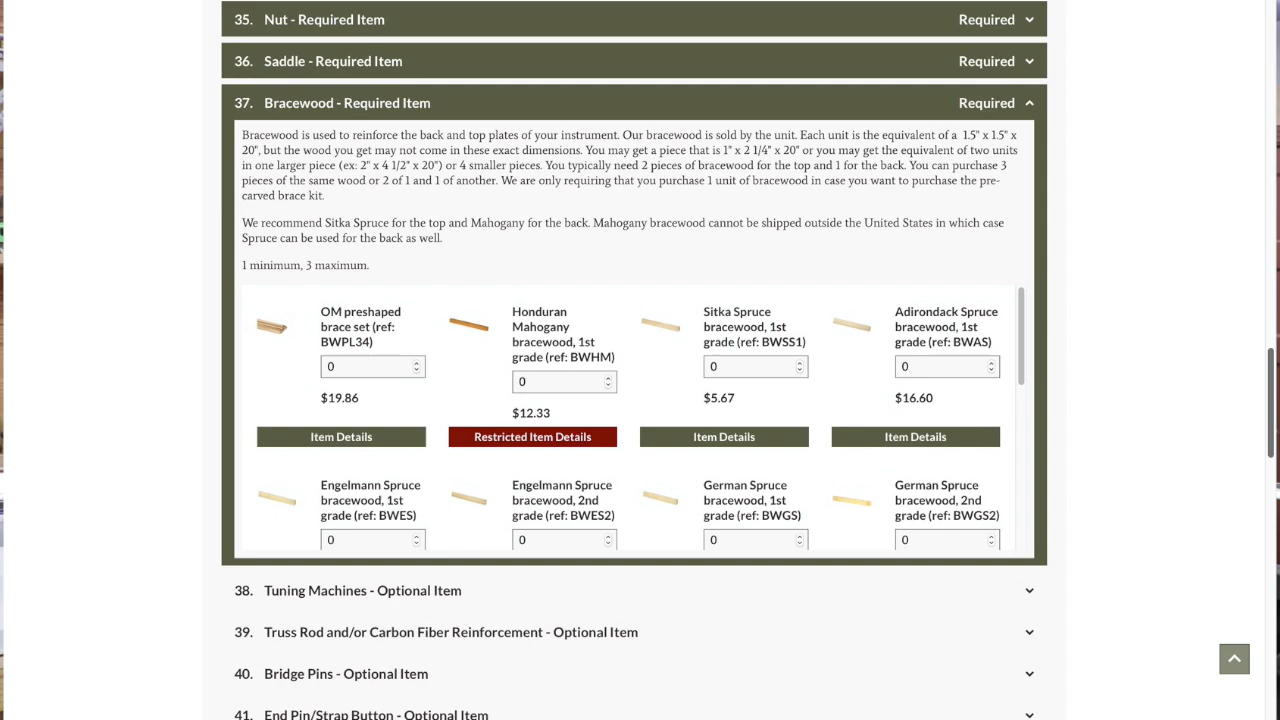 35. Nut - Required Item Required
36. Saddle - Required Item Required
37. Bracewood - Required Item Required
Bracewood is used to reinforce the back and top plates of your instrument. Our bracewood is sold by the unit. Each unit is the equivalent of a 1.5" x 1.5" x
20", but the wood you get may not come in these exact dimensions. You may get a piece that is 1" x 2 1/4" x 20" or you may get the equivalent of two units
in one larger piece (ex: 2" x 4 1/2" x 20") or 4 smaller pieces. You typically need 2 pieces of bracewood for the top and 1 for the back. You can purchase 3
pieces of the same wood or 2 of 1 and 1 of another. We are only requiring that you purchase 1 unit of bracewood in case you want to purchase the pre-
carved brace kit.
We recommend Sitka Spruce for the top and Mahogany for the back. Mahogany bracewood cannot be shipped outside the United States in which case
Spruce can be used for the back as well.
1 minimum, 3 maximum.
OM preshaped
brace set (ref:
BWPL34)
0
$19.86
Item Details
Honduran
Mahogany
bracewood, 1st
grade (ref: BWHM)
0
$12.33
Restricted Item Details
Sitka Spruce
bracewood, 1st
grade (ref: BWSS1)
0
$5.67
Item Details
Adirondack Spruce
bracewood, 1st
grade (ref: BWAS)
0
$16.60
Item Details
Engelmann Spruce
bracewood, 1st
grade (ref: BWES)
0
Engelmann Spruce
bracewood, 2nd
grade (ref: BWES2)
0
German Spruce
bracewood, 1st
grade (ref: BWGS)
0
German Spruce
bracewood, 2nd
grade (ref: BWGS2)
0
38. Tuning Machines - Optional Item
39. Truss Rod and/or Carbon Fiber Reinforcement - Optional Item
40. Bridge Pins - Optional Item
41. End Pin/Strap Button - Optional Item